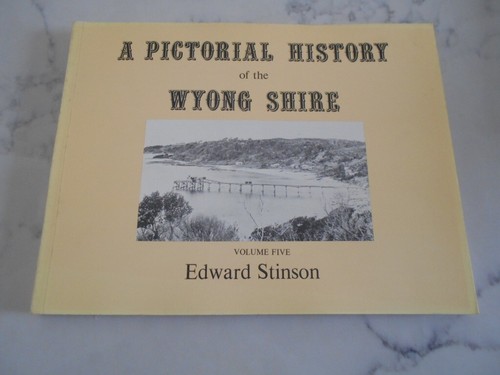 A PICTORIAL HISTORY
of the
WYONG SHIRE
VOLUME FIVE
Edward Stinson